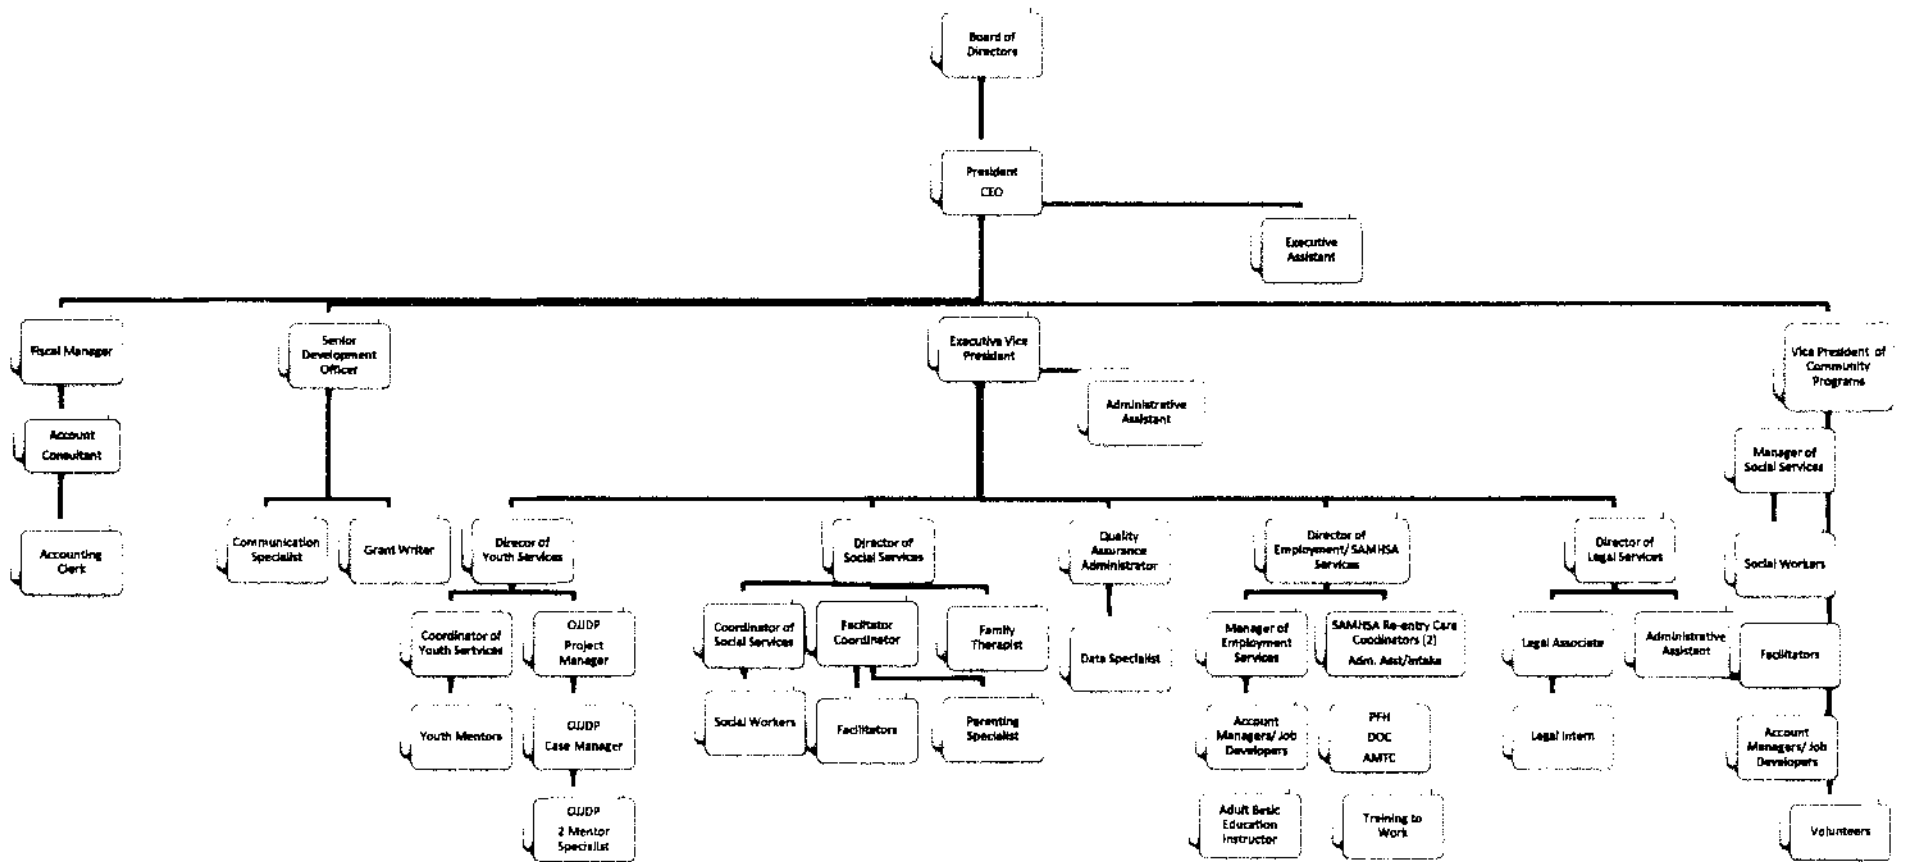 Board of
Directors
President
CEO
Executive
Assistant
Fiscal Manager
Senior
Development
Officer
Executive Vice
President
Vice President of
Community
Programs
Administrative
Assistant
Account
Consultant
Manager of
Social Services
Accounting
Clerk
Communication
Specialist
Grant Writer
Direcor of
Youth Services
Director of
Social Services
Quality
Assurance
Administrator
Director of
Employment/ SAMHSA
Services
Director of
Legal Services
Social Workers
Coordinator of
Youth Sertvices
OJJDP
Project
Manager
Coordinator of
Social Services
Facilitator
Coordinator
Family
Therapist
Data Specialist
Manager of
Employment
Services
SAMHSA Re-entry Care
Coodinators (2)
Adm. Asst/Intake
Legal Associate
Administrative
Assistant
Facilitators
Youth Mentors
OJJDP
Case Manager
Social Workers
Facilitators
Parenting
Specialist
Account
Managers/ Job
Developers
PFH
DOC
AMTC
Legal Intern
Account
Managers/ Job
Developers
OJJDP
2 Mentor
Specialist
Adult Basic
Education
Instructor
Training to
Work
Volunteers